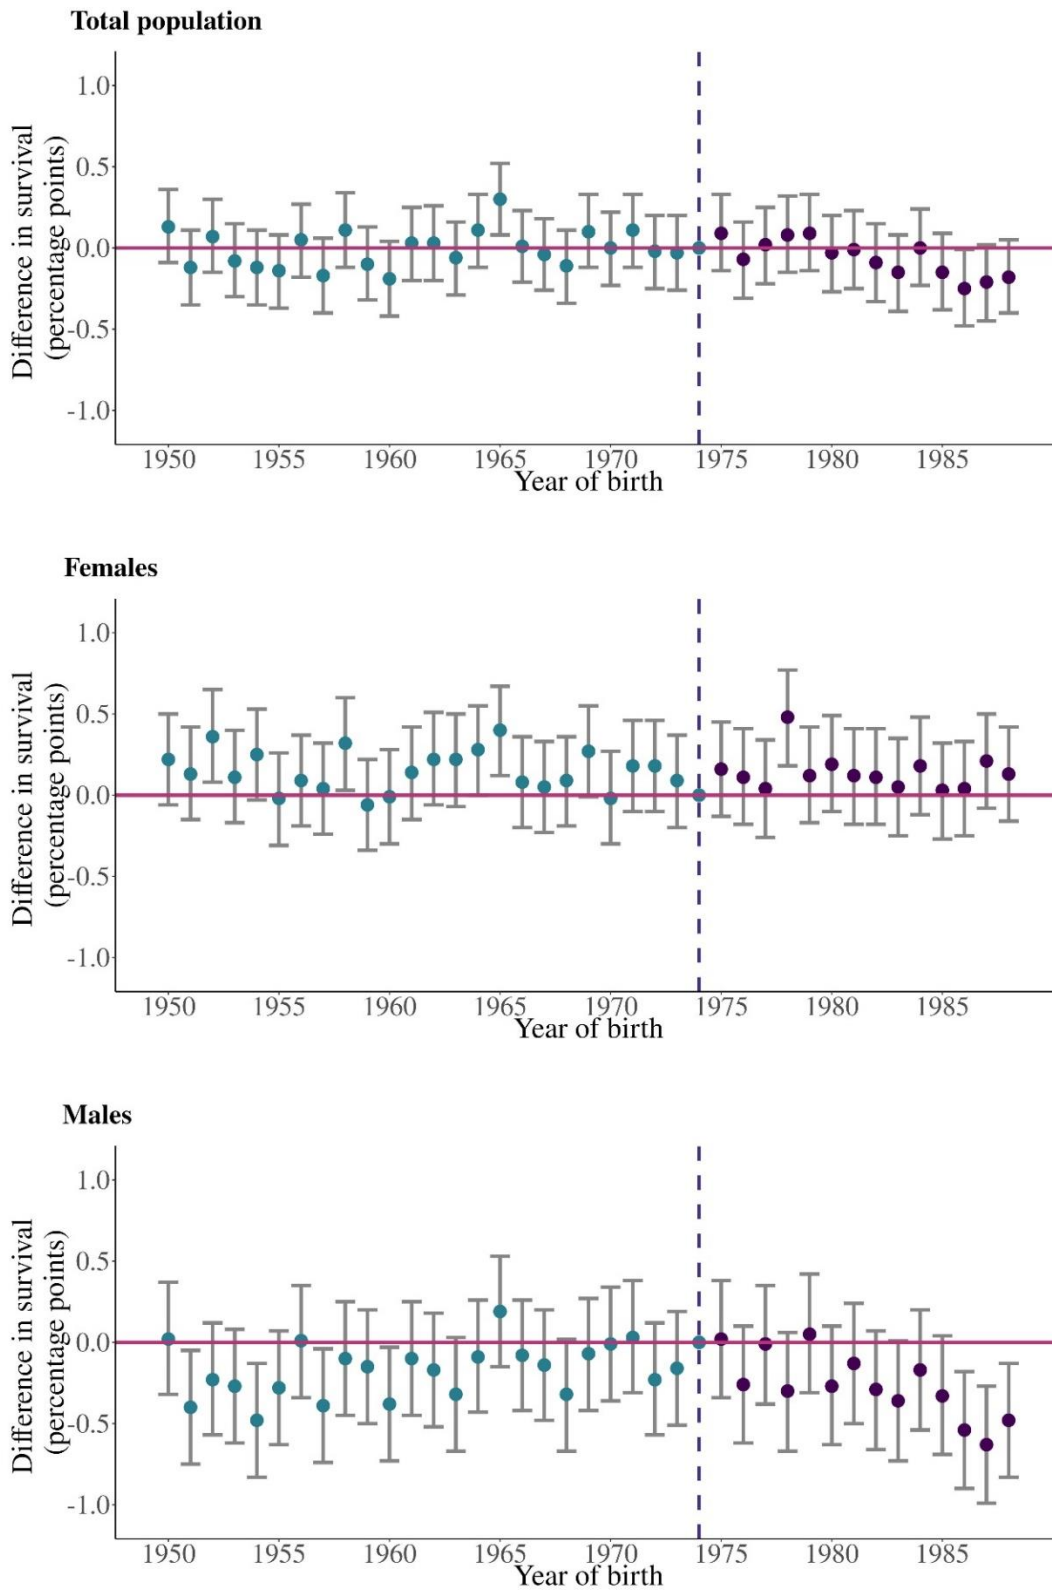 Total population
Difference in survival
(percentage points)
1.0
0.5
0.0
-0.5
-1.0
1950 1955 1960 1965 1970 1975 1980 1985
Year of birth
Females
Difference in survival
(percentage points)
1.0
0.5
0.0
-0.5
-1.0
1950 1955 1960 1965 1970 1975 1980 1985
Year of birth
Males
Difference in survival
(percentage points)
1.0
0.5
0.0
-0.5
-1.0
1950 1955 1960 1965 1970 1975 1980 1985
Year of birth